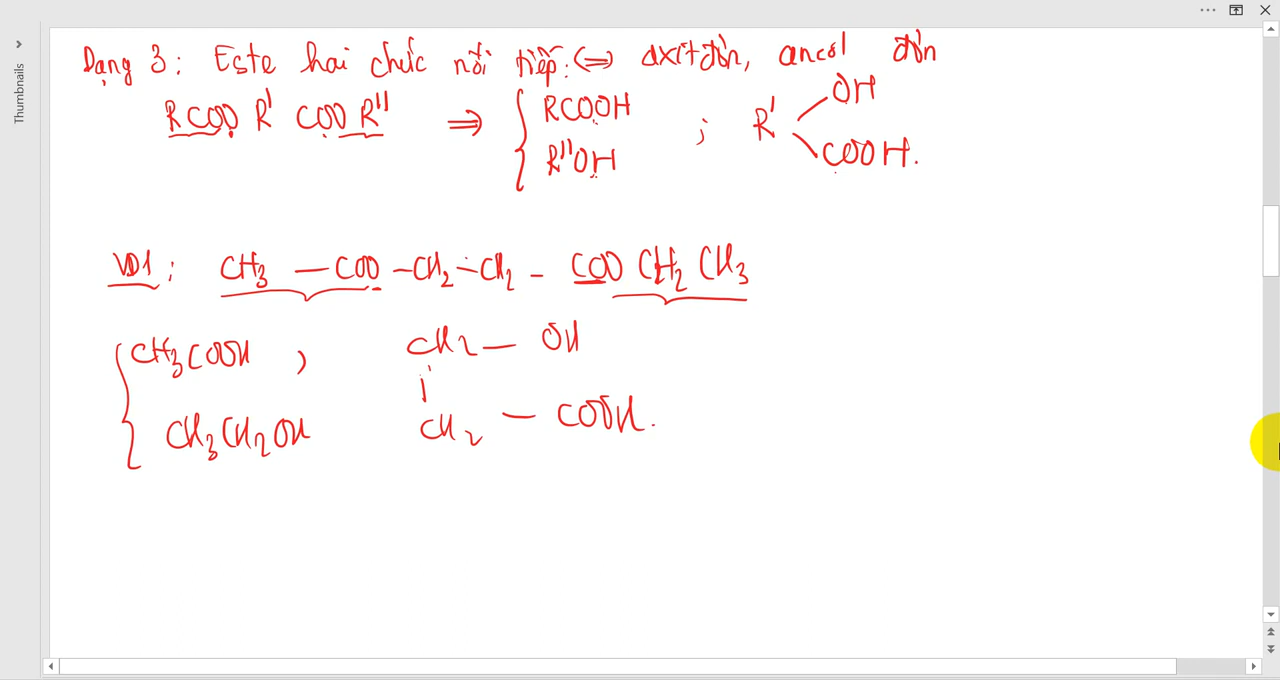 Thumbnails
Dạng 3: Este hai chức nối tiếp: <=> axit đơn, ancol đơn
RCOO R' COO R'' => { RCOOH ; R' OH
R''OH COOH.
VD1: CH3 — COO – CH2 – CH2 – COO CH2 CH3
{ CH3COOH , CH2 — OH
CH3CH2OH CH2 — COOH.